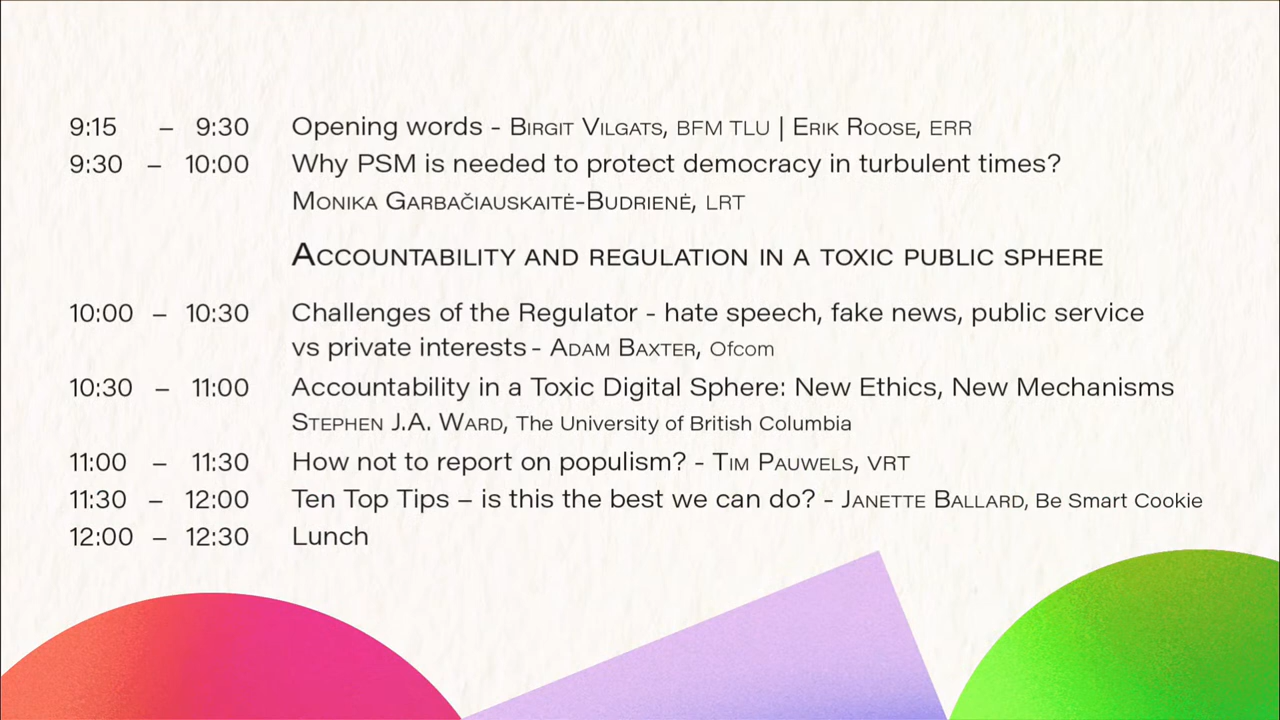 9:15 – 9:30 Opening words - Birgit Vilgats, BFM TLU | Erik Roose, ERR
9:30 – 10:00 Why PSM is needed to protect democracy in turbulent times?
Monika Garbačiauskaitė-Budrienė, LRT
Accountability and regulation in a toxic public sphere
10:00 – 10:30 Challenges of the Regulator - hate speech, fake news, public service
vs private interests - Adam Baxter, Ofcom
10:30 – 11:00 Accountability in a Toxic Digital Sphere: New Ethics, New Mechanisms
Stephen J.A. Ward, The University of British Columbia
11:00 – 11:30 How not to report on populism? - Tim Pauwels, VRT
11:30 – 12:00 Ten Top Tips – is this the best we can do? - Janette Ballard, Be Smart Cookie
12:00 – 12:30 Lunch